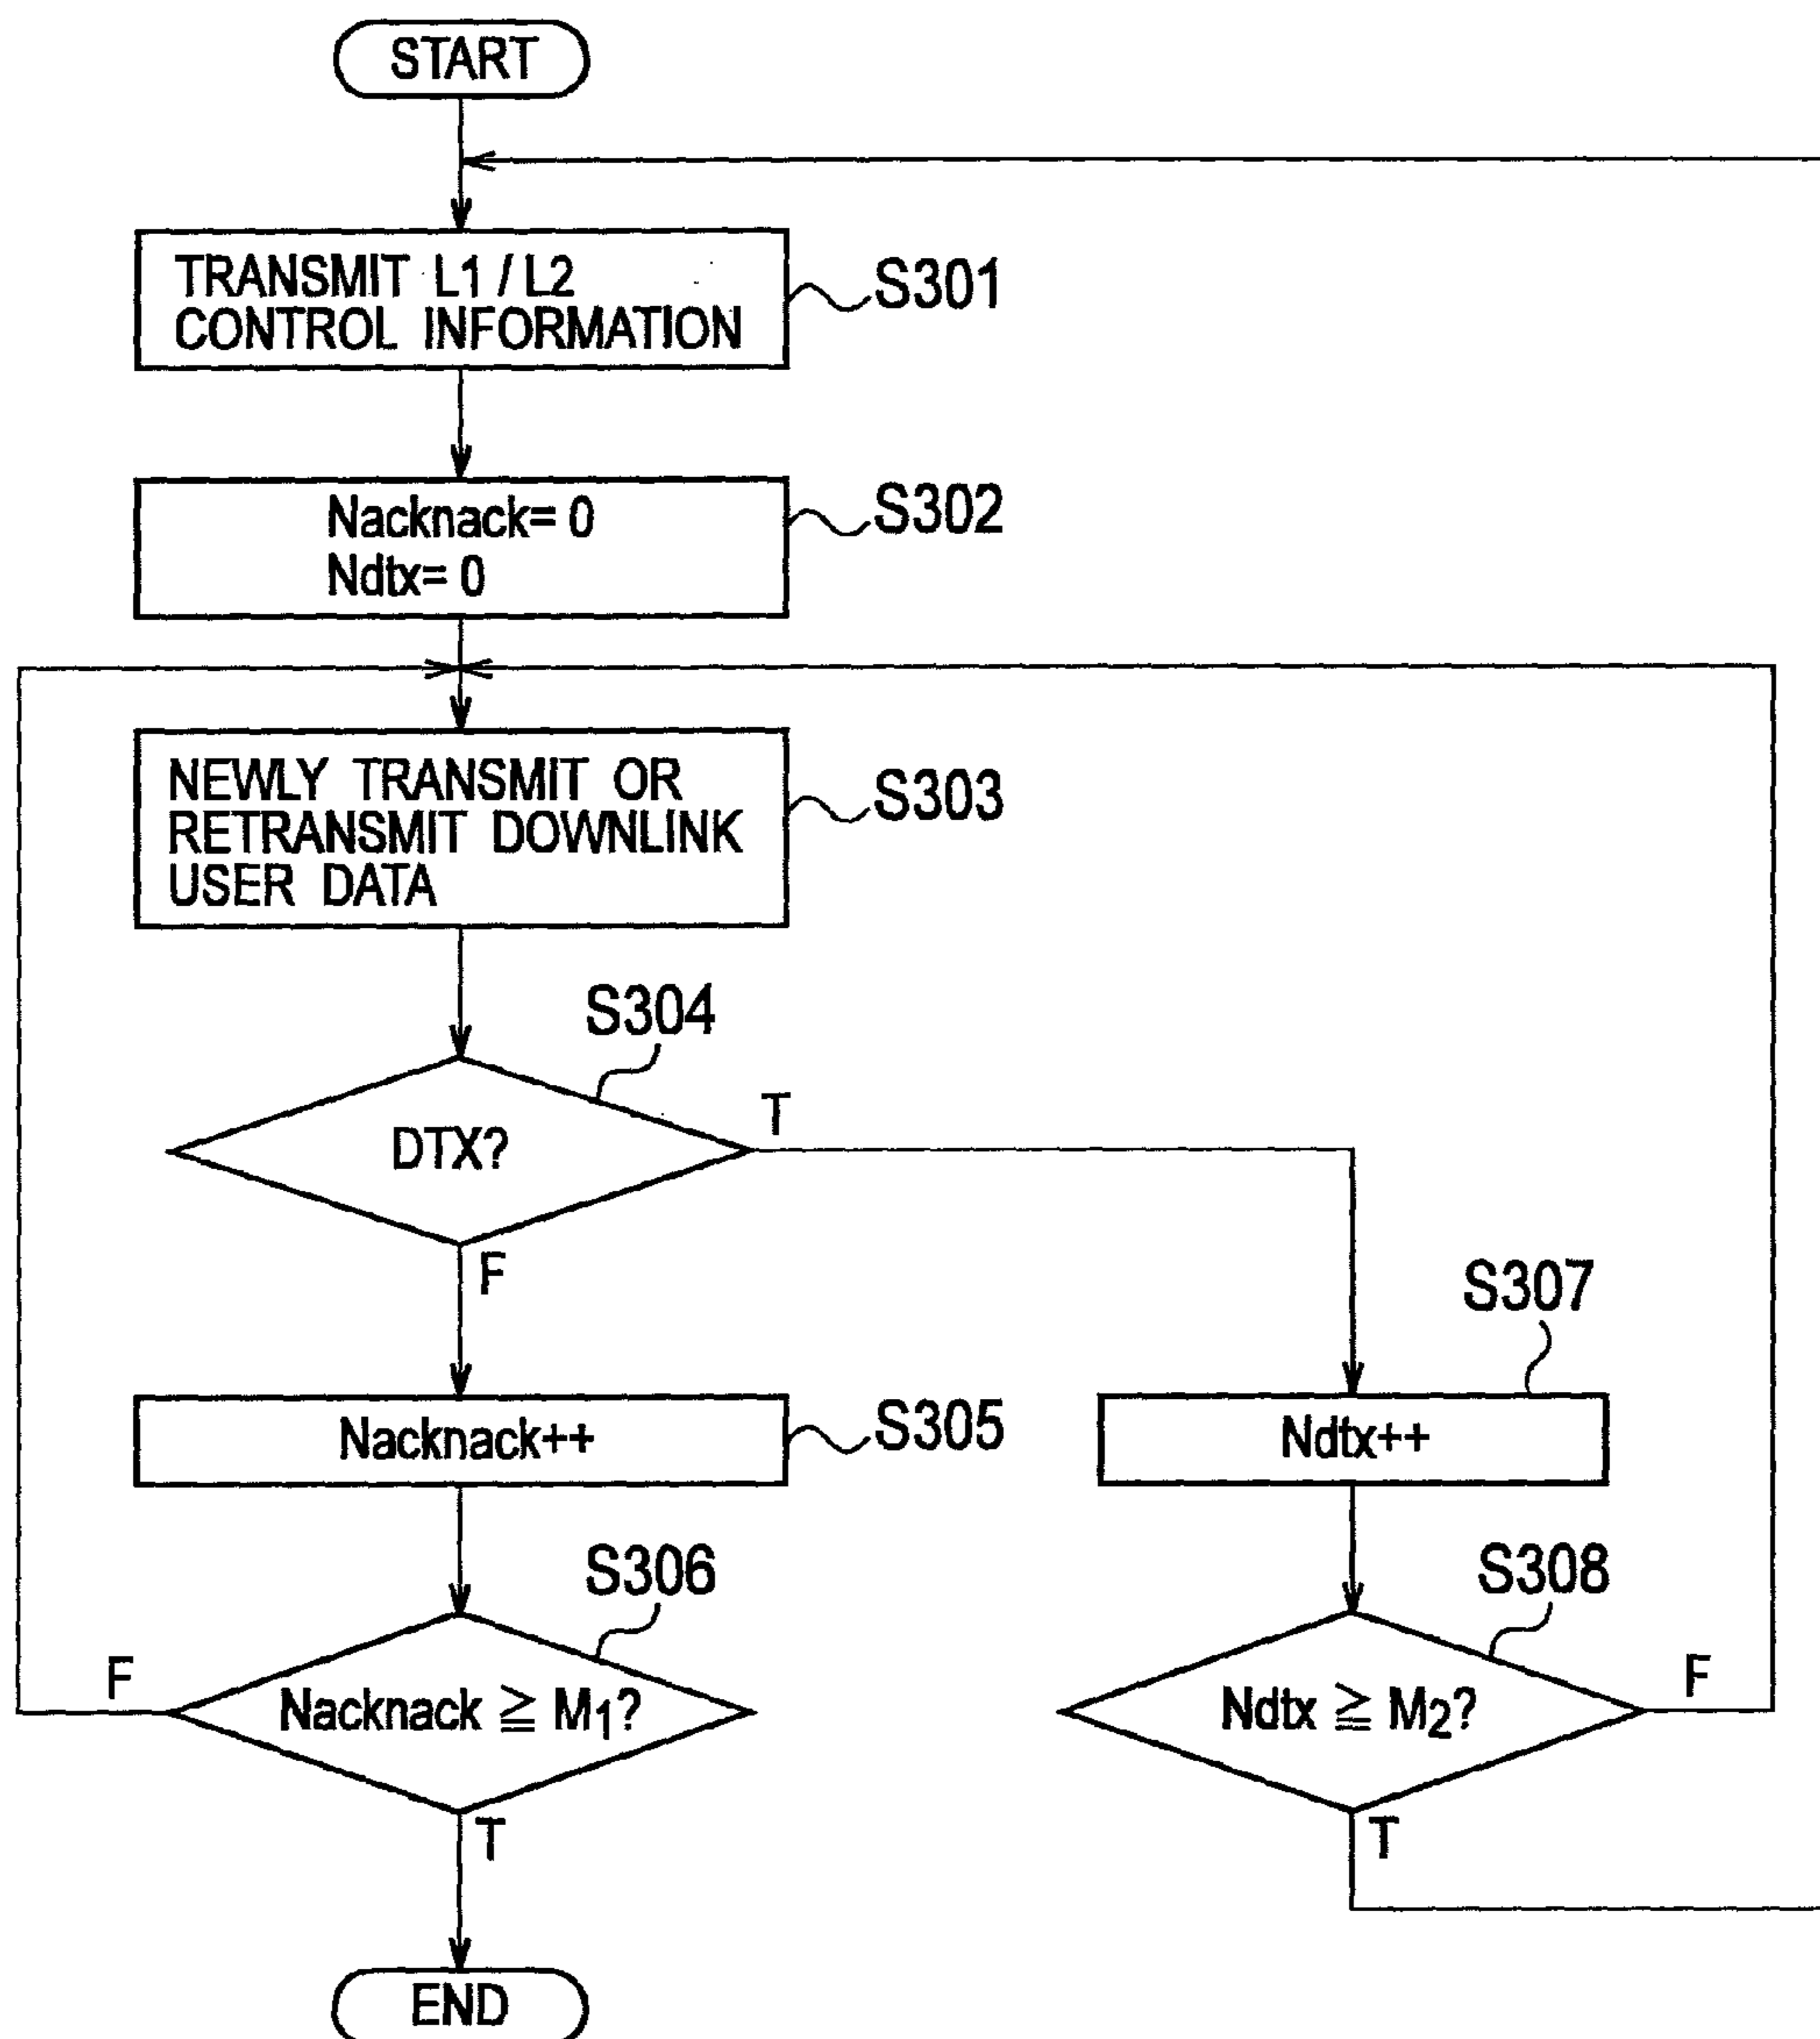 START
TRANSMIT L1 / L2
CONTROL INFORMATION
S301
Nacknack= 0
Ndtx= 0
S302
NEWLY TRANSMIT OR
RETRANSMIT DOWNLINK
USER DATA
S303
S304
DTX?
T
F
S307
Nacknack++
S305
Ndtx++
S306
S308
F
Nacknack ≧ M1?
Ndtx ≧ M2?
F
T
T
END